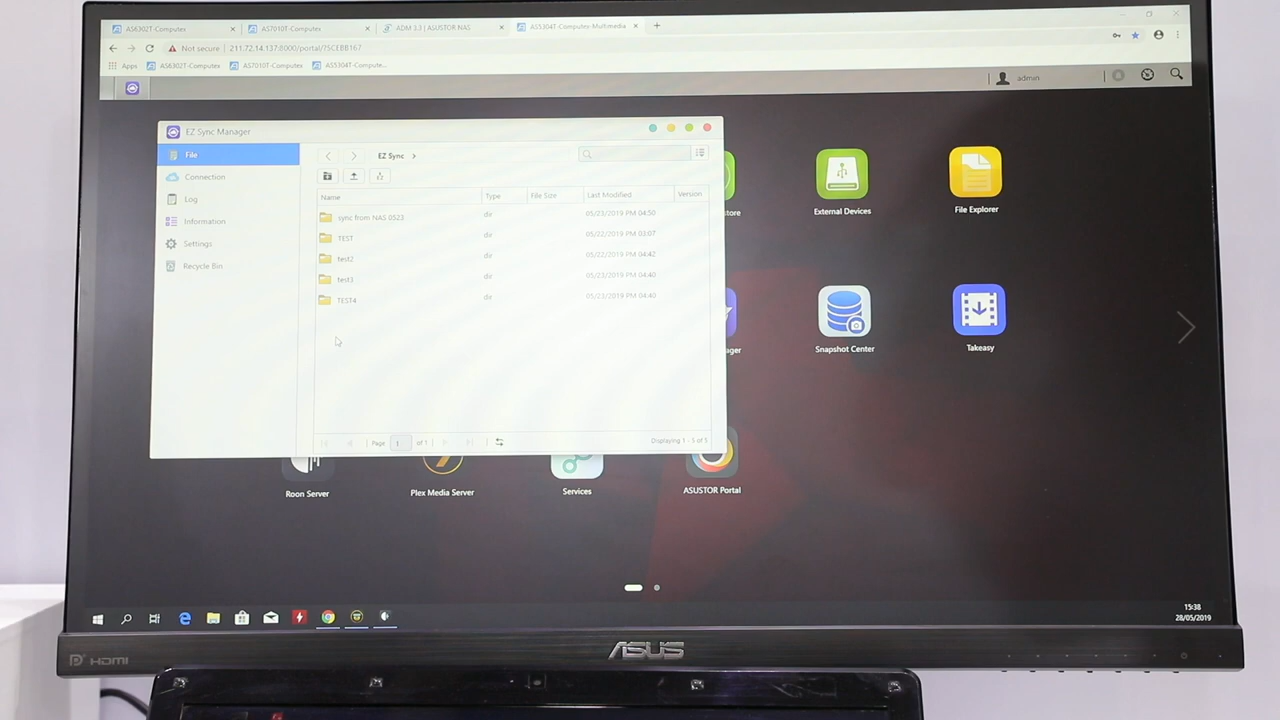 AS6302T-Computex AS7010T-Computex ADM 3.3 | ASUSTOR NAS AS5304T-Computex-Multimedia
Not secure | 211.72.14.137:8000/portal/?5CEBB167
Apps AS6302T-Computex AS7010T-Computex AS5304T-Compute...
admin
EZ Sync Manager
File
Connection
Log
Information
Settings
Recycle Bin
EZ Sync
Name Type File Size Last Modified Version
sync from NAS 0523 dir 05/23/2019 PM 04:50
TEST dir 05/22/2019 PM 03:07
test2 dir 05/22/2019 PM 04:42
test3 dir 05/23/2019 PM 04:40
TEST4 dir 05/23/2019 PM 04:40
Page 1 of 1 Displaying 1 - 5 of 5
External Devices File Explorer
Snapshot Center Takeasy
Roon Server Plex Media Server Services ASUSTOR Portal
15:38
28/05/2019
HDMI
ASUS